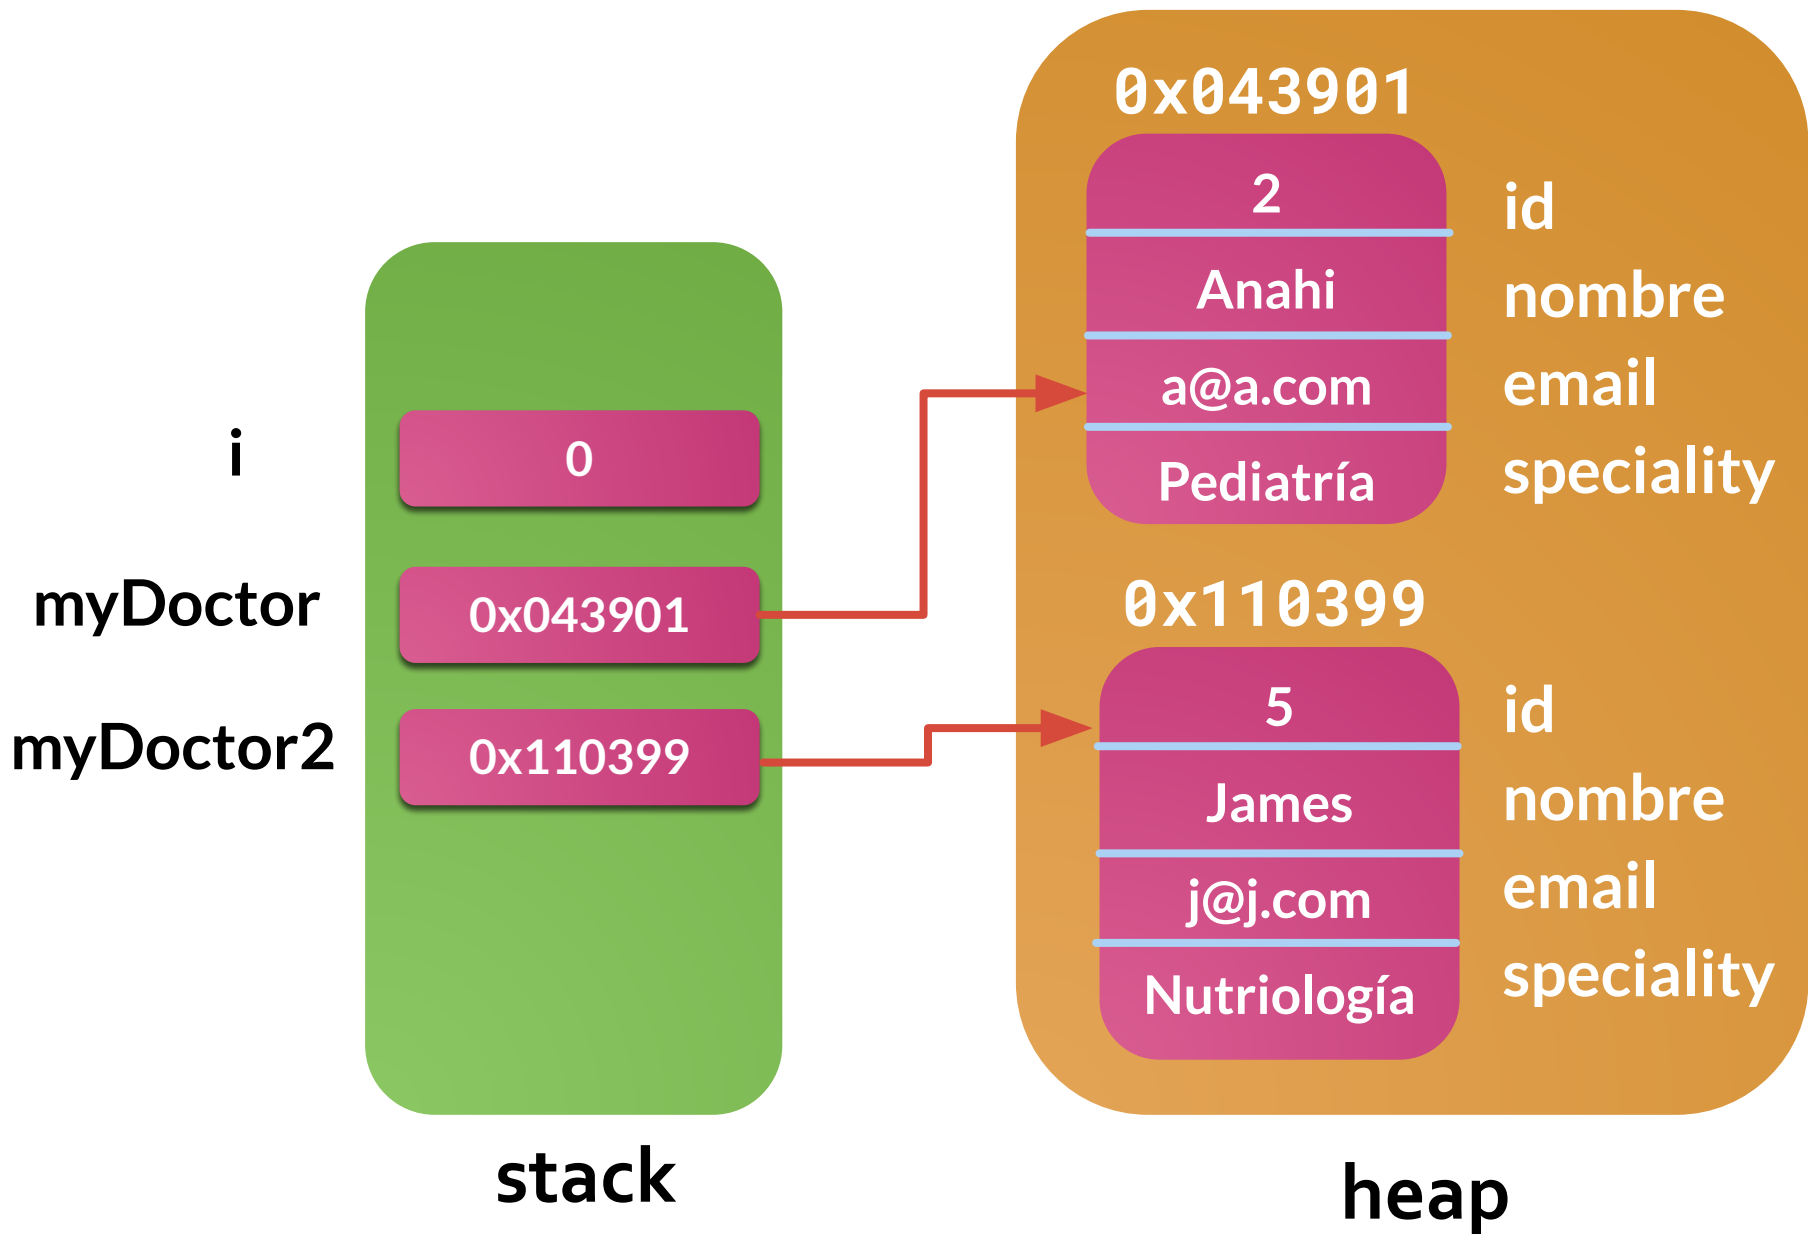 i
0
myDoctor
0x043901
myDoctor2
0x110399
stack
0x043901
2
id
Anahi
nombre
a@a.com
email
Pediatría
speciality
0x110399
5
id
James
nombre
j@j.com
email
Nutriología
speciality
heap